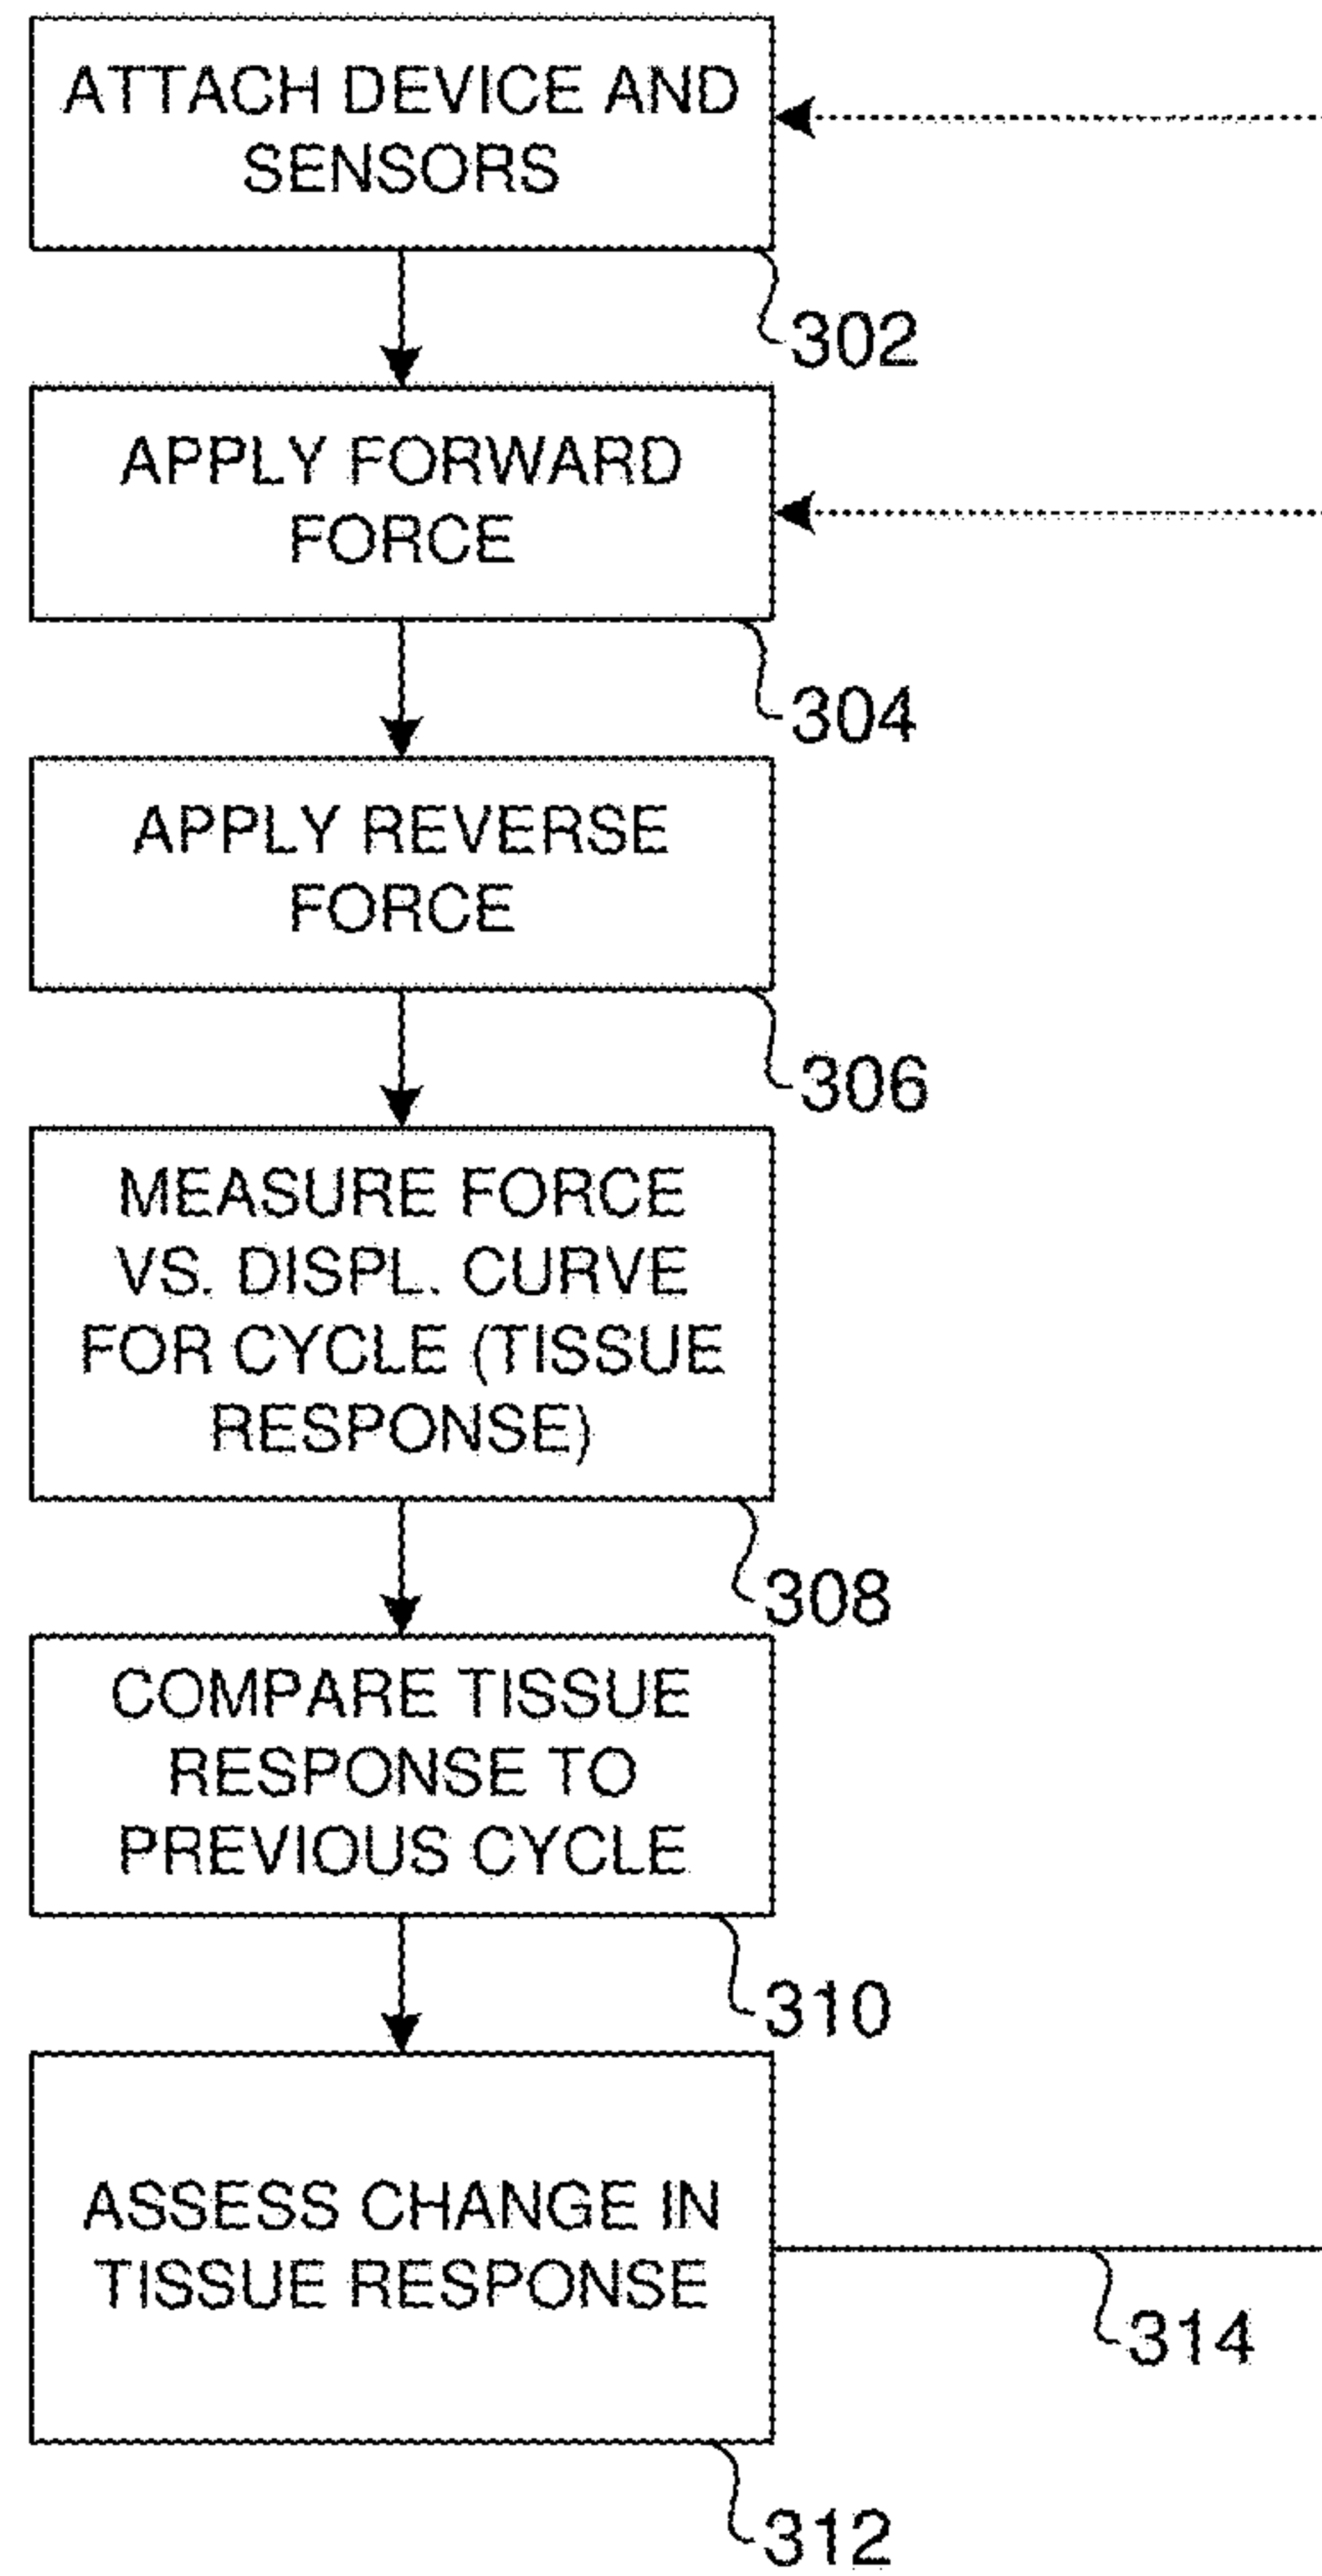 ATTACH DEVICE AND
SENSORS
302
APPLY FORWARD
FORCE
304
APPLY REVERSE
FORCE
306
MEASURE FORCE
VS. DISPL. CURVE
FOR CYCLE (TISSUE
RESPONSE)
308
COMPARE TISSUE
RESPONSE TO
PREVIOUS CYCLE
310
ASSESS CHANGE IN
TISSUE RESPONSE
314
312